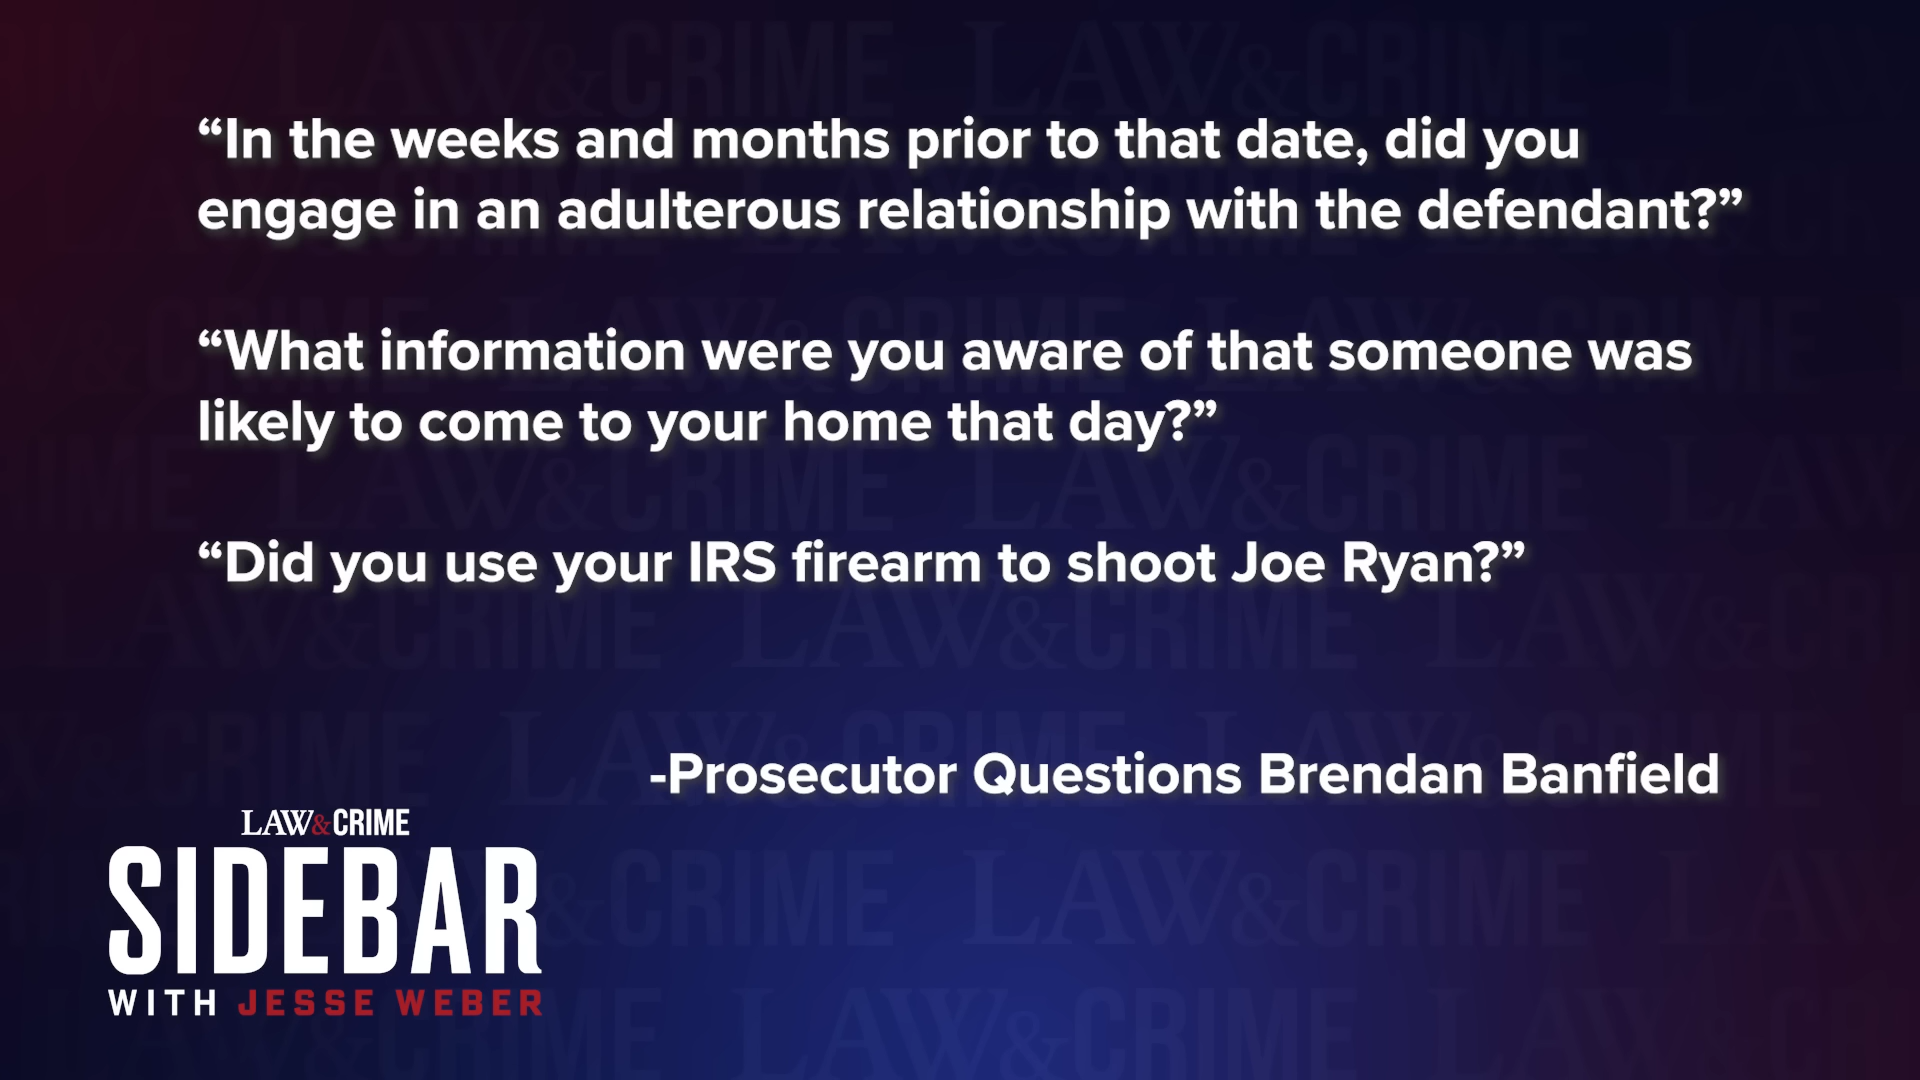 “In the weeks and months prior to that date, did you
engage in an adulterous relationship with the defendant?”
“What information were you aware of that someone was
likely to come to your home that day?”
“Did you use your IRS firearm to shoot Joe Ryan?”
-Prosecutor Questions Brendan Banfield
LAW&CRIME
SIDEBAR
WITH JESSE WEBER